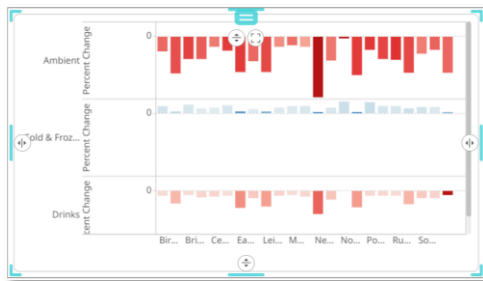 0
Ambient
Percent Change
0
old & Froz...
Percent Change
0
Drinks
cent Change
Bir... Bri... Ce... Ea... Lei... M... Ne... No... Po... Ru... So...